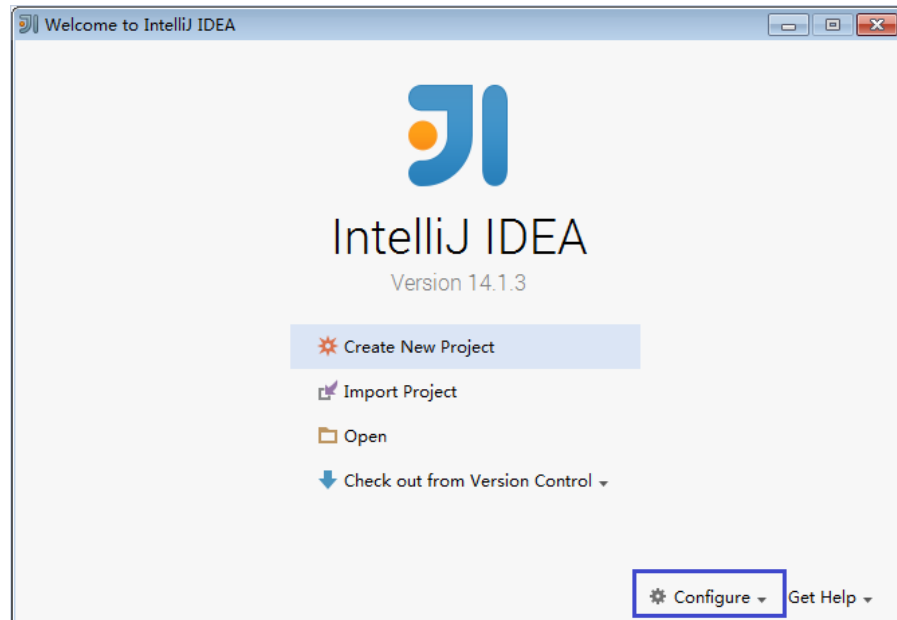 Welcome to IntelliJ IDEA
IntelliJ IDEA
Version 14.1.3
Create New Project
Import Project
Open
Check out from Version Control
Configure
Get Help